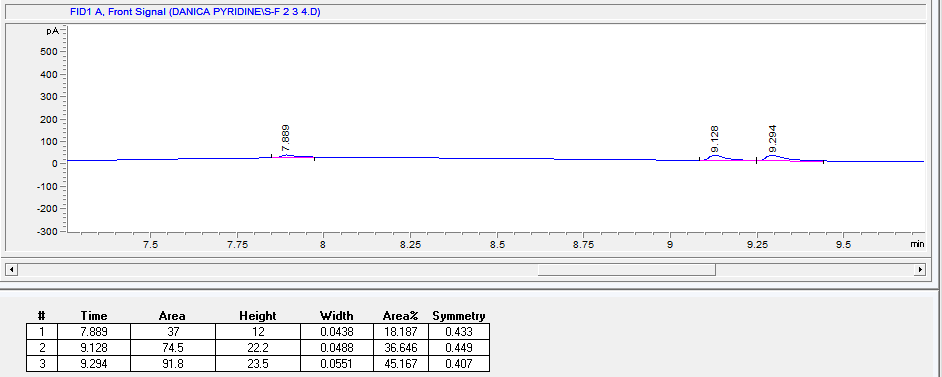 FID1 A, Front Signal (DANICA PYRIDINE\S-F 2 3 4.D)
pA
500
400
300
200
100
0
-100
-200
-300
7.889
9.128
9.294
7.5 7.75 8 8.25 8.5 8.75 9 9.25 9.5 min
# Time Area Height Width Area% Symmetry
1 7.889 37 12 0.0438 18.187 0.433
2 9.128 74.5 22.2 0.0488 36.646 0.449
3 9.294 91.8 23.5 0.0551 45.167 0.407